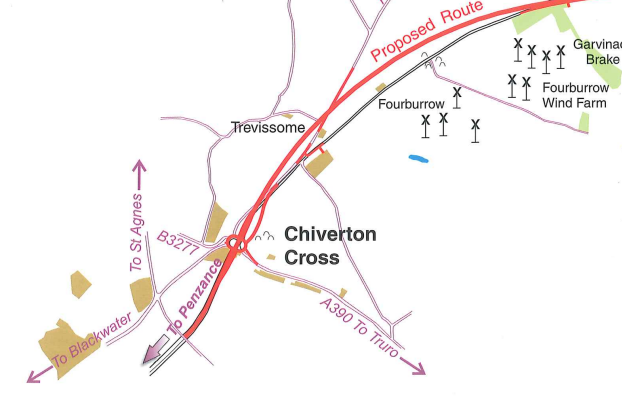 Proposed Route
Garvinac
Brake
Fourburrow
Wind Farm
Fourburrow
Trevissome
To St Agnes
B3277
Chiverton
Cross
To Penzance
A390 To Truro
To Blackwater